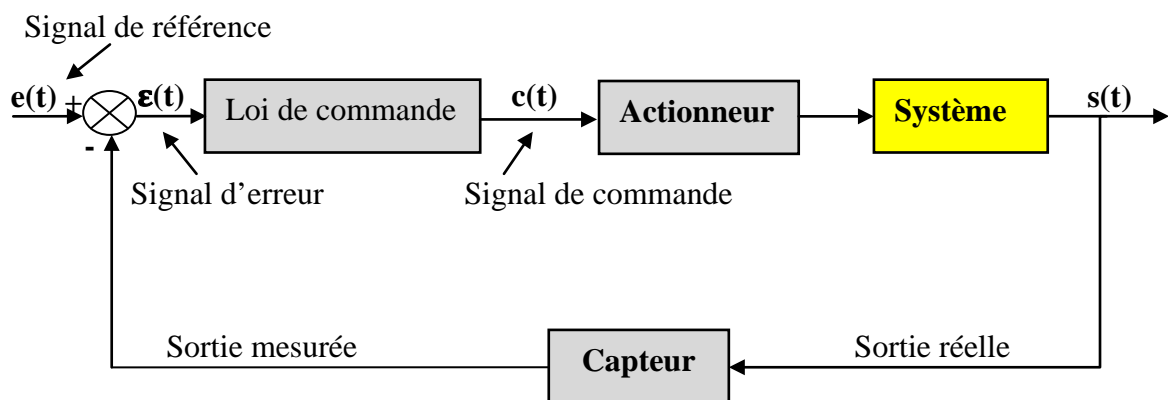 Signal de référence
e(t)
+
ε(t)
Loi de commande
c(t)
Actionneur
Système
s(t)
-
Signal d’erreur
Signal de commande
Sortie mesurée
Capteur
Sortie réelle